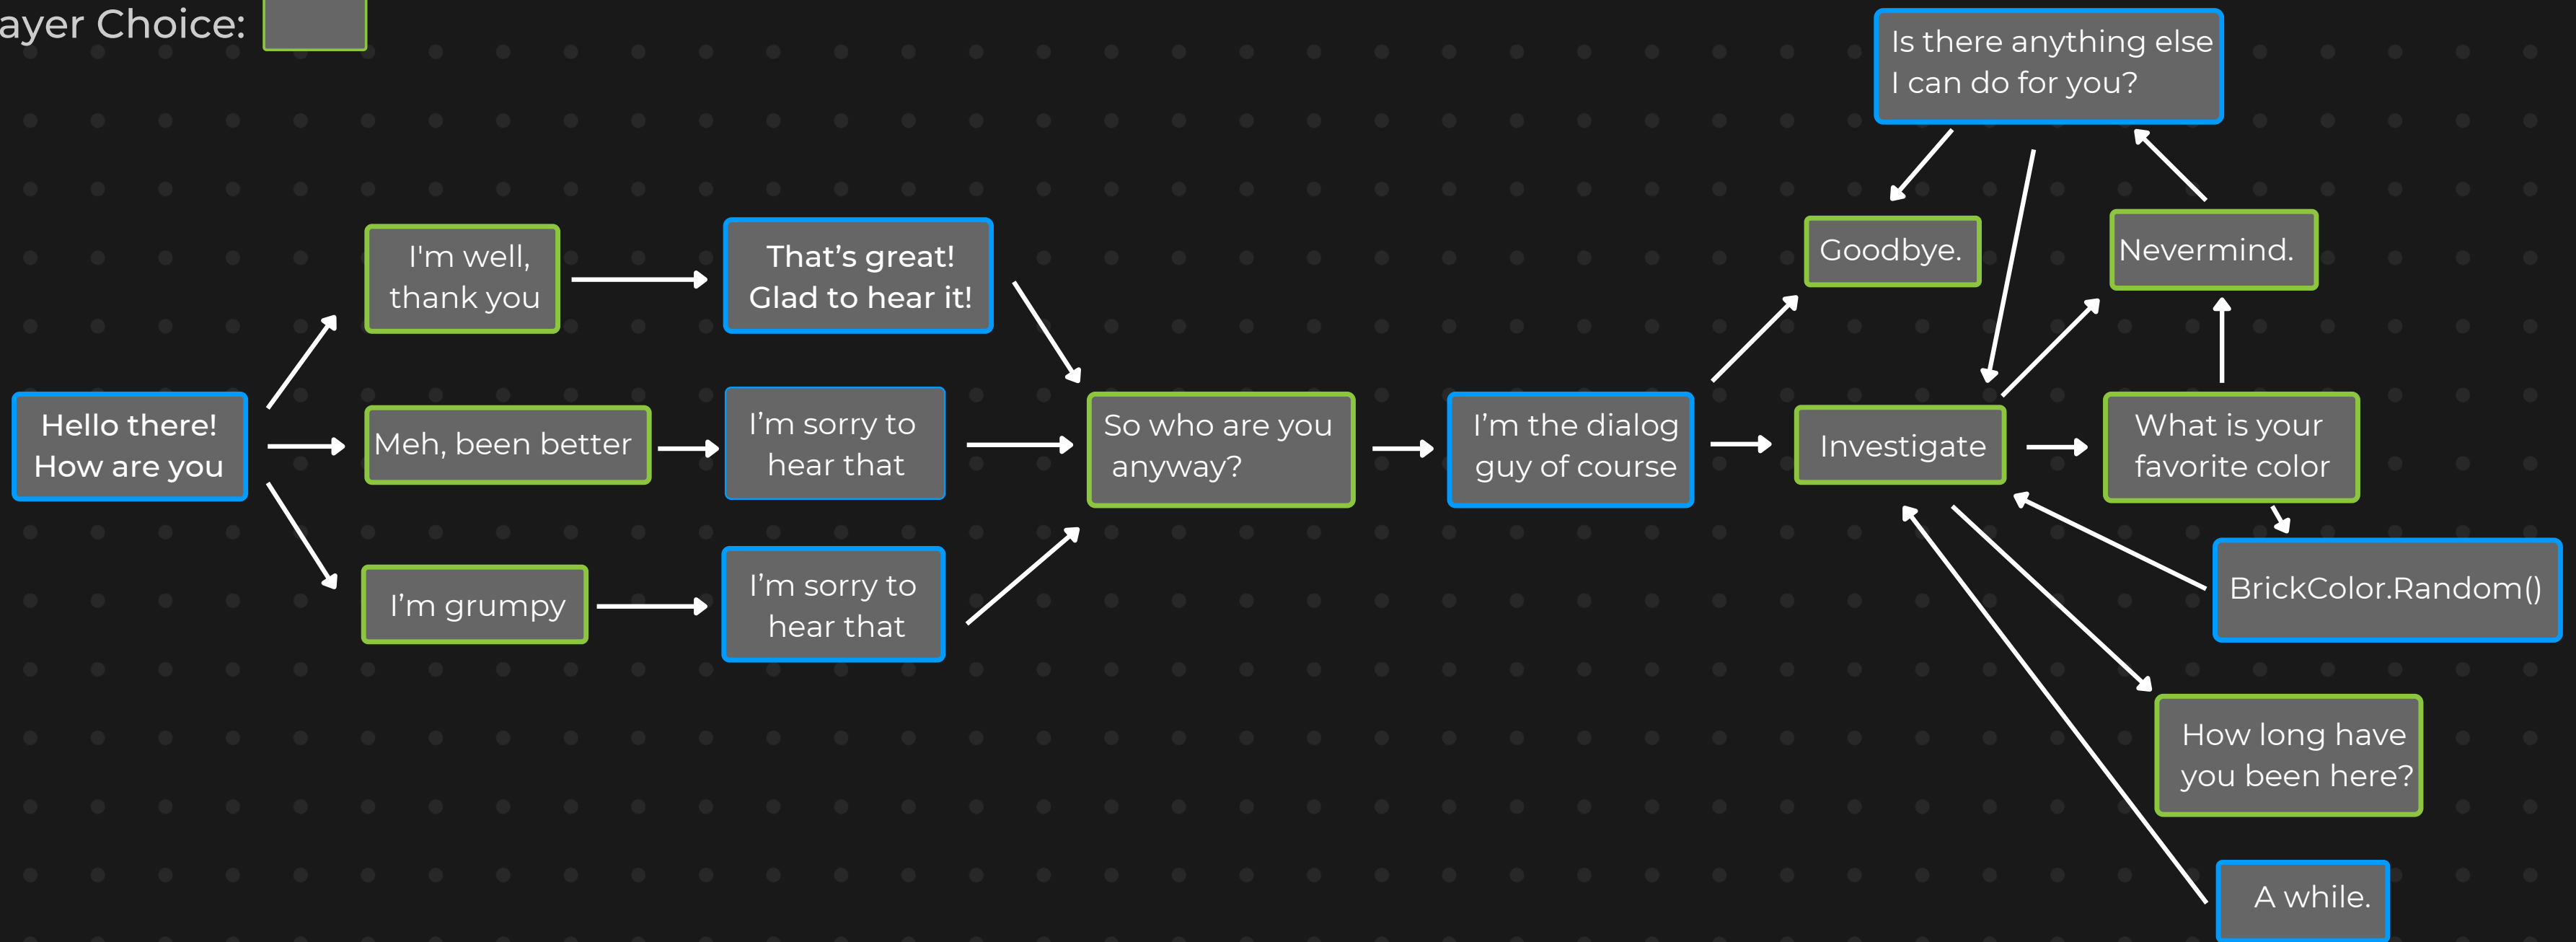 ayer Choice:
Is there anything else
I can do for you?
I'm well,
thank you
That's great!
Glad to hear it!
Goodbye.
Nevermind.
Hello there!
How are you
Meh, been better
I'm sorry to
hear that
So who are you
anyway?
I'm the dialog
guy of course
Investigate
What is your
favorite color
I'm grumpy
I'm sorry to
hear that
BrickColor.Random()
How long have
you been here?
A while.